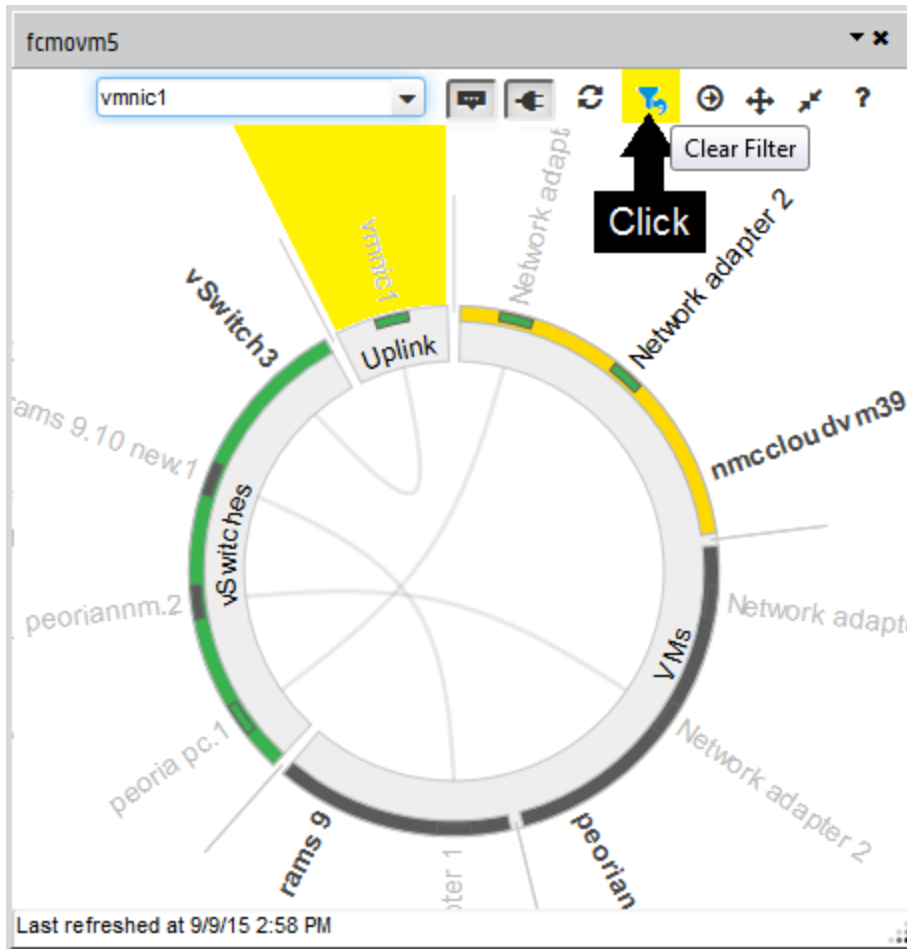 fcmovm5
vmnic1
?
Clear Filter
Click
Network adapt
Network adapter 2
nmccloudvm39
Network adapt
Network adapter 2
peorian
pter 1
rams 9
peoria pc.1
peoriannm.2
rams 9.10 new.1
vSwitch3
vmnic1
Uplink
vSwitches
VMs
Last refreshed at 9/9/15 2:58 PM